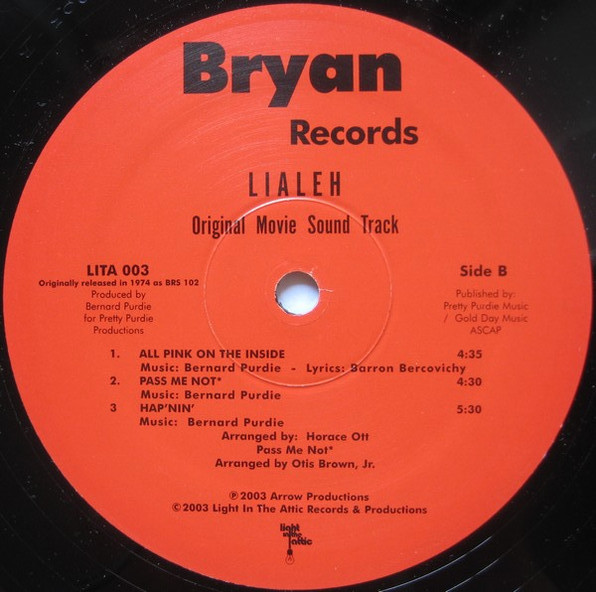 Bryan
Records
LIALEH
Original Movie Sound Track
LITA 003
Originally released in 1974 as BRS 102
Produced by
Bernard Purdie
for Pretty Purdie
Productions
Side B
Published by:
Pretty Purdie Music
/ Gold Day Music
ASCAP
1. ALL PINK ON THE INSIDE 4:35
Music: Bernard Purdie - Lyrics: Barron Bercovichy
2. PASS ME NOT* 4:30
Music: Bernard Purdie
3 HAP'NIN' 5:30
Music: Bernard Purdie
Arranged by: Horace Ott
Pass Me Not*
Arranged by Otis Brown, Jr.
℗2003 Arrow Productions
©2003 Light In The Attic Records & Productions
light
in the
attic